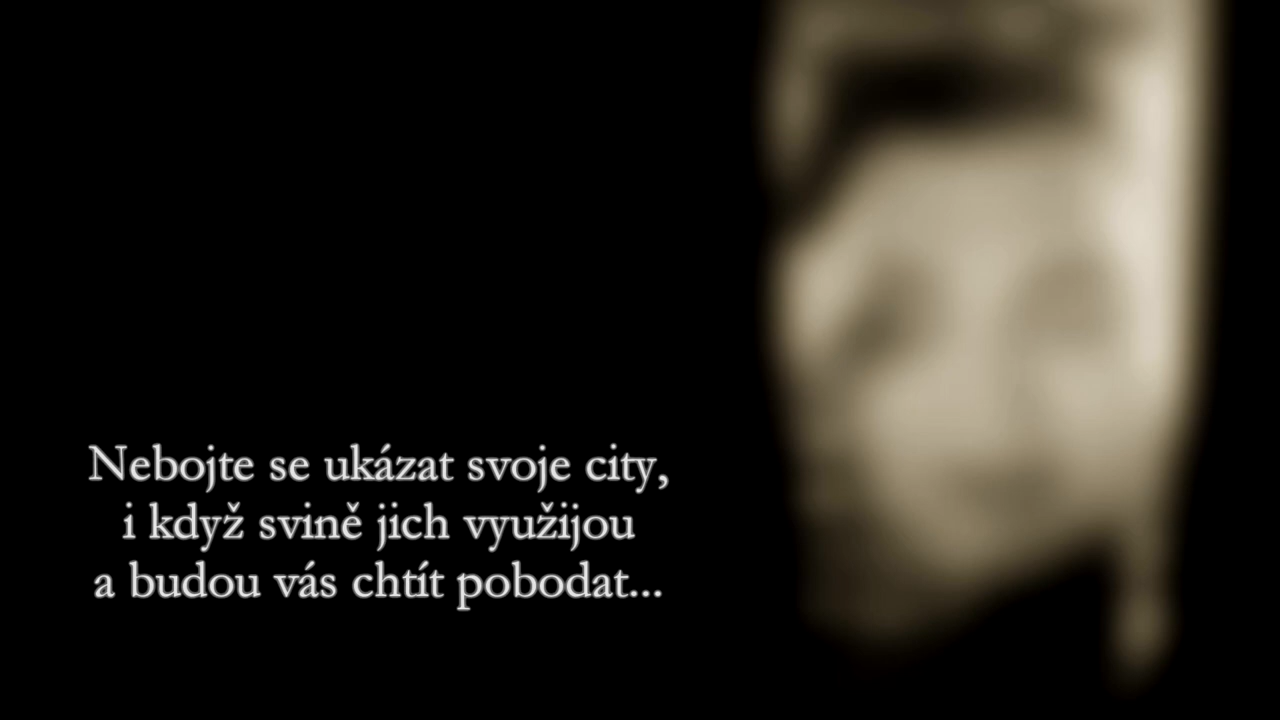 Nebojte se ukázat svoje city,
i když svině jich využijou
a budou vás chtít pobodat...